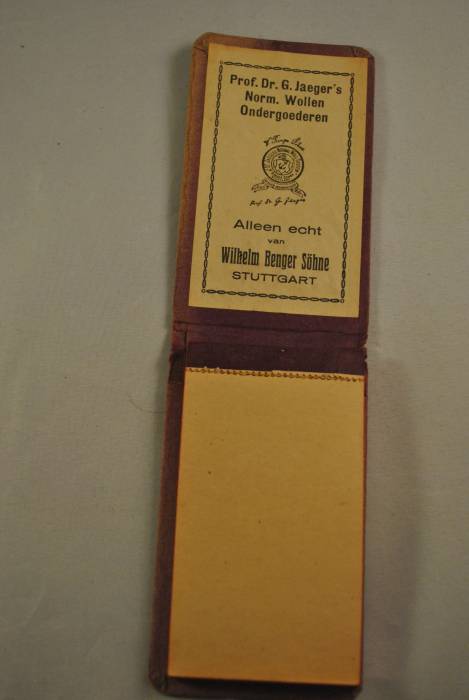 Prof. Dr. G. Jaeger's
Norm. Wollen
Ondergoederen
Prof. Dr. G. Jaeger
Alleen echt
van
Wilhelm Benger Söhne
STUTTGART